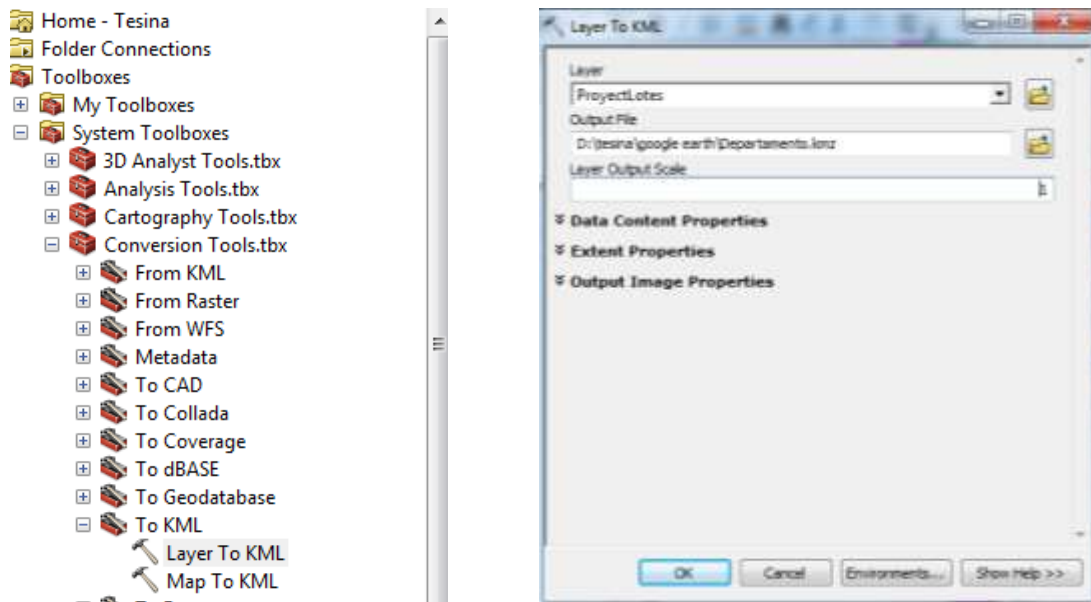 Home - Tesina
Folder Connections
Toolboxes
My Toolboxes
System Toolboxes
3D Analyst Tools.tbx
Analysis Tools.tbx
Cartography Tools.tbx
Conversion Tools.tbx
From KML
From Raster
From WFS
Metadata
To CAD
To Collada
To Coverage
To dBASE
To Geodatabase
To KML
Layer To KML
Map To KML
Layer To KML
Layer
ProyectLotes
Output File
D:\tesina\google earth\Departamento.kmz
Layer Output Scale
1
Data Content Properties
Extent Properties
Output Image Properties
OK
Cancel
Environments...
Show Help >>